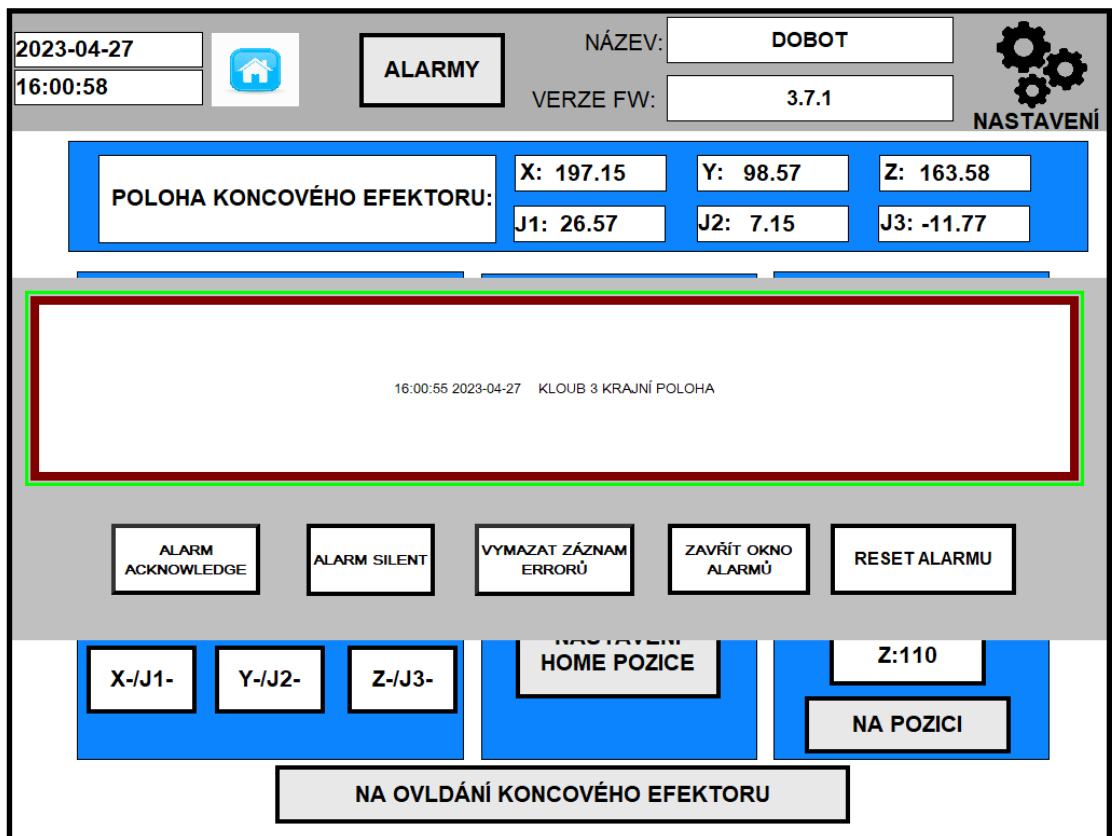 2023-04-27
16:00:58
ALARMY
NÁZEV: DOBOT
VERZE FW: 3.7.1
NASTAVENÍ
POLOHA KONCOVÉHO EFEKTORU:
X: 197.15 Y: 98.57 Z: 163.58
J1: 26.57 J2: 7.15 J3: -11.77
16:00:55 2023-04-27 KLOUB 3 KRAJNÍ POLOHA
ALARM
ACKNOWLEDGE
ALARM SILENT
VYMAZAT ZÁZNAM
ERRORŮ
ZAVŘÍT OKNO
ALARMŮ
RESET ALARMU
X-/J1- Y-/J2- Z-/J3-
NASTAVENÍ
HOME POZICE
Z:110
NA POZICI
NA OVLDÁNÍ KONCOVÉHO EFEKTORU